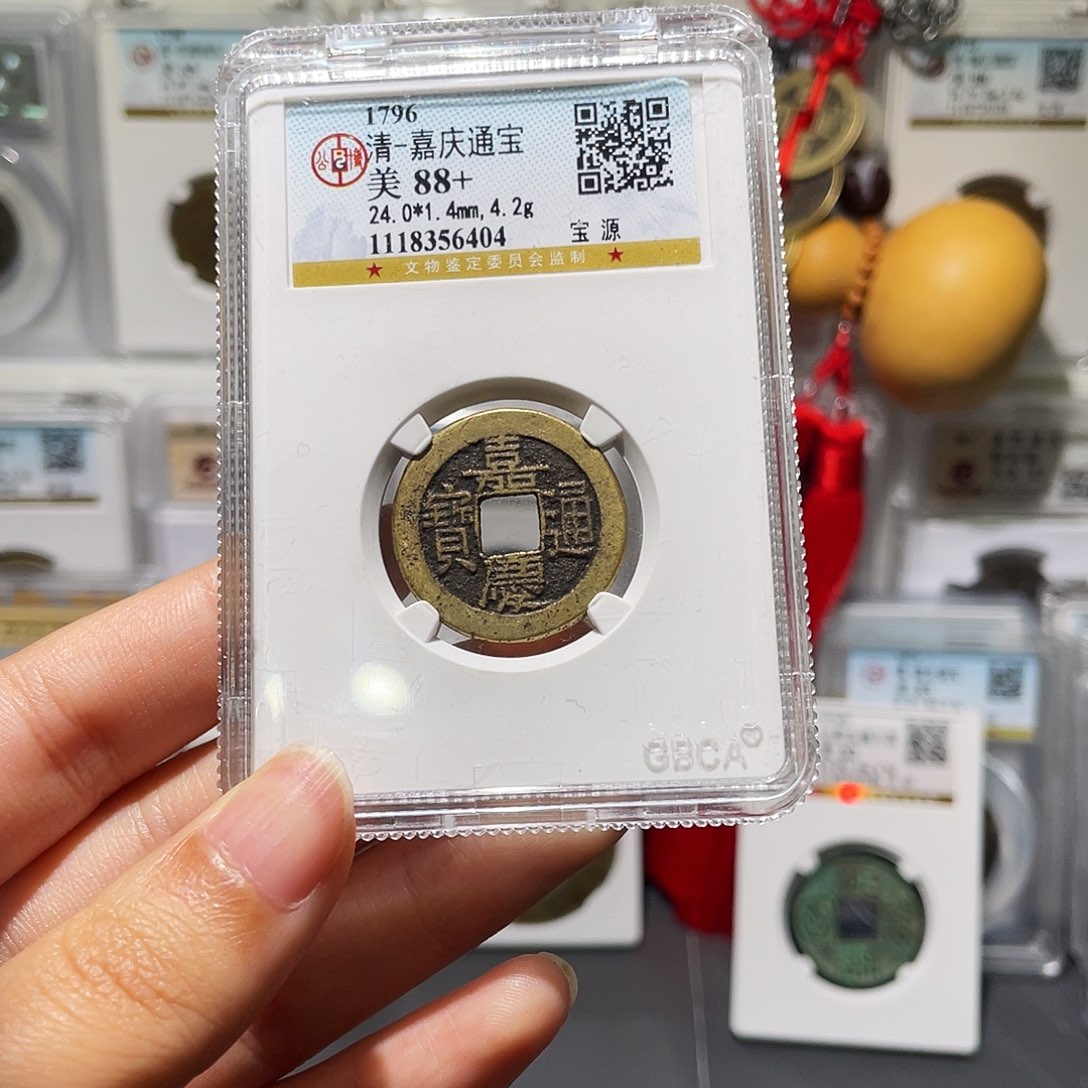 1796
清-嘉庆通宝
美 88+
24.0*1.4mm,4.2g
1118356404 宝源
★ 文物鉴定委员会监制 ★
嘉慶通寶
GBCA